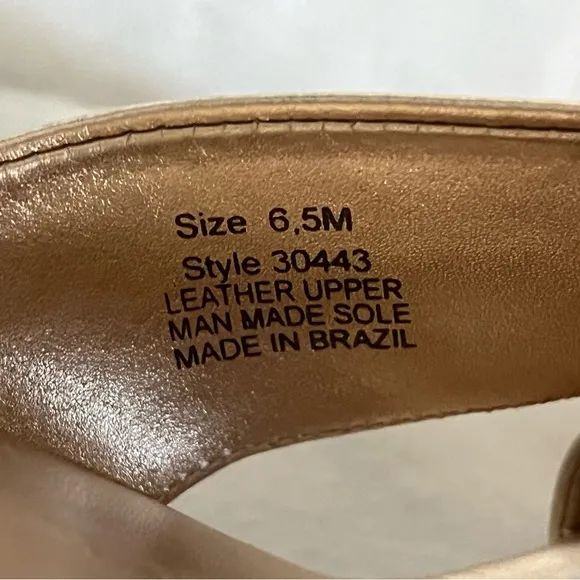 Size 6,5M
Style 30443
LEATHER UPPER
MAN MADE SOLE
MADE IN BRAZIL